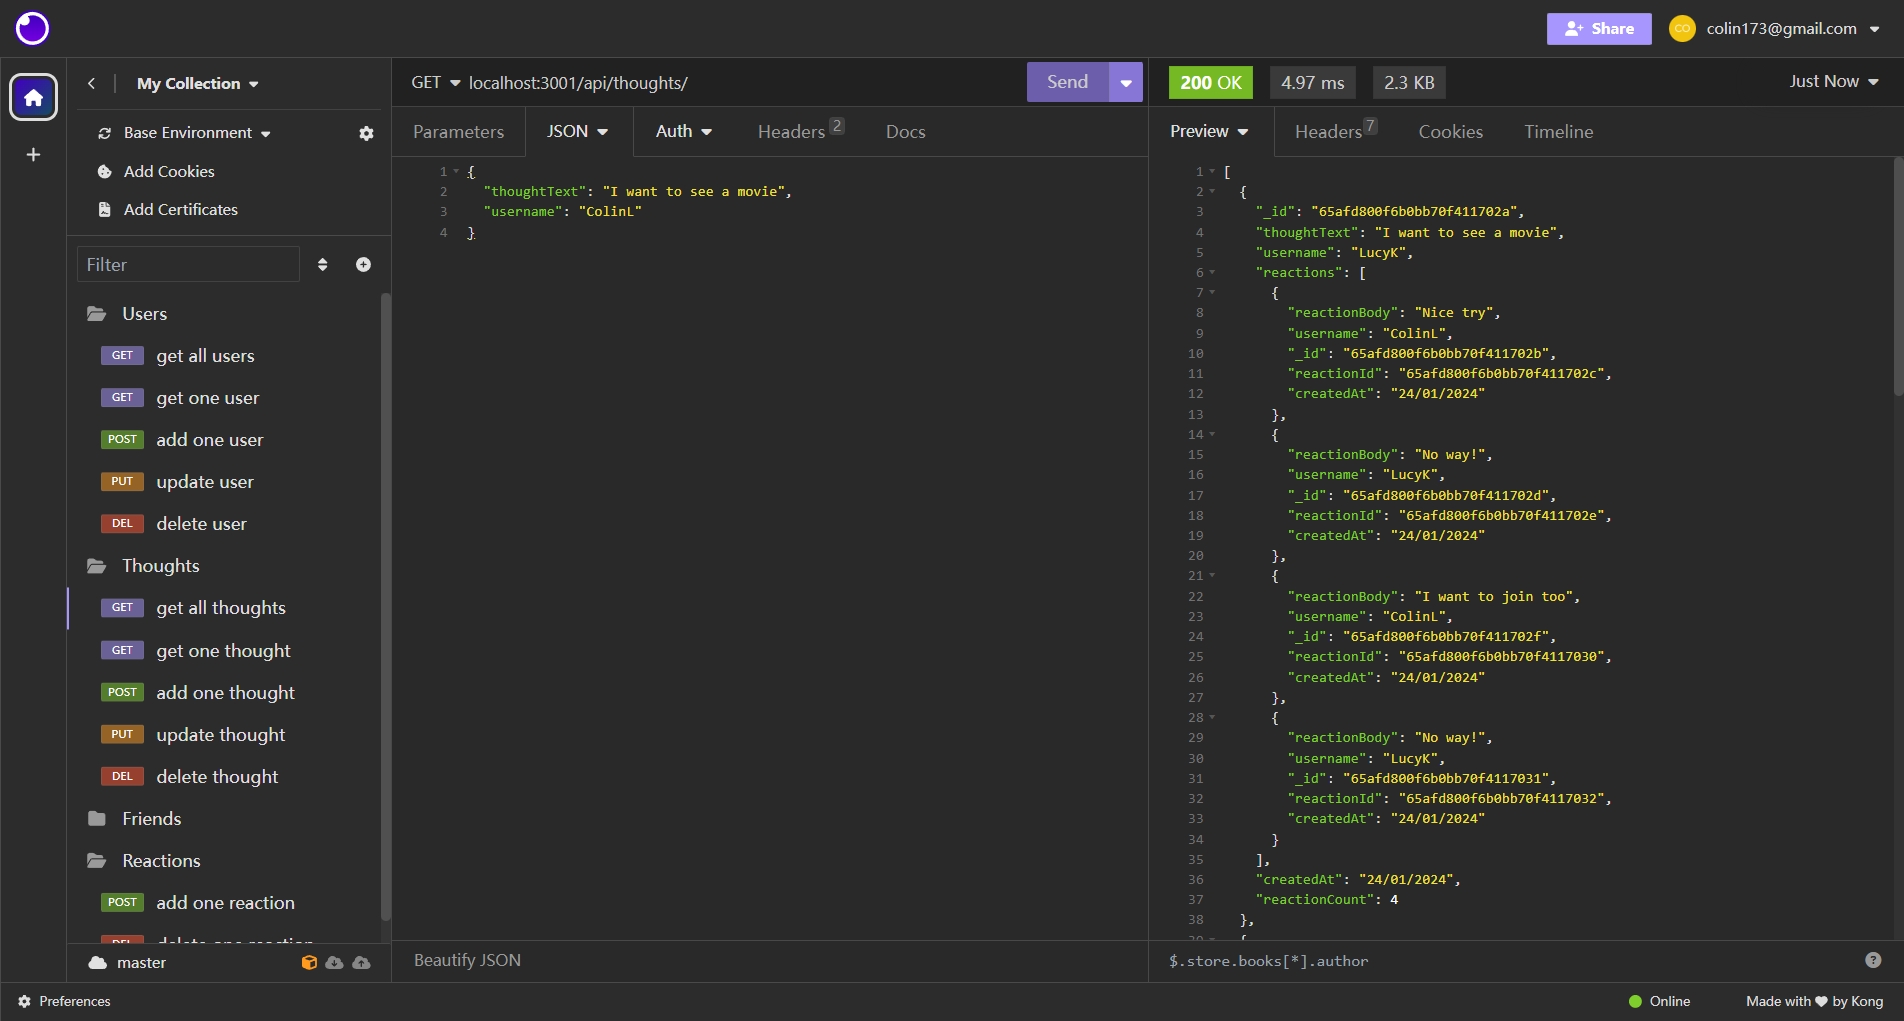 Share
CO
colin173@gmail.com
My Collection
Base Environment
Add Cookies
Add Certificates
Filter
Users
GET get all users
GET get one user
POST add one user
PUT update user
DEL delete user
Thoughts
GET get all thoughts
GET get one thought
POST add one thought
PUT update thought
DEL delete thought
Friends
Reactions
POST add one reaction
DEL delete one reaction
master
GET localhost:3001/api/thoughts/
Send
Parameters JSON Auth Headers 2 Docs
1 {
2 "thoughtText": "I want to see a movie",
3 "username": "ColinL"
4 }
Beautify JSON
200 OK 4.97 ms 2.3 KB Just Now
Preview Headers 7 Cookies Timeline
1 [
2 {
3 "_id": "65afd800f6b0bb70f411702a",
4 "thoughtText": "I want to see a movie",
5 "username": "LucyK",
6 "reactions": [
7 {
8 "reactionBody": "Nice try",
9 "username": "ColinL",
10 "_id": "65afd800f6b0bb70f411702b",
11 "reactionId": "65afd800f6b0bb70f411702c",
12 "createdAt": "24/01/2024"
13 },
14 {
15 "reactionBody": "No way!",
16 "username": "LucyK",
17 "_id": "65afd800f6b0bb70f411702d",
18 "reactionId": "65afd800f6b0bb70f411702e",
19 "createdAt": "24/01/2024"
20 },
21 {
22 "reactionBody": "I want to join too",
23 "username": "ColinL",
24 "_id": "65afd800f6b0bb70f411702f",
25 "reactionId": "65afd800f6b0bb70f4117030",
26 "createdAt": "24/01/2024"
27 },
28 {
29 "reactionBody": "No way!",
30 "username": "LucyK",
31 "_id": "65afd800f6b0bb70f4117031",
32 "reactionId": "65afd800f6b0bb70f4117032",
33 "createdAt": "24/01/2024"
34 }
35 ],
36 "createdAt": "24/01/2024",
37 "reactionCount": 4
38 },
39 {
$.store.books[*].author
Preferences
Online
Made with ♥ by Kong